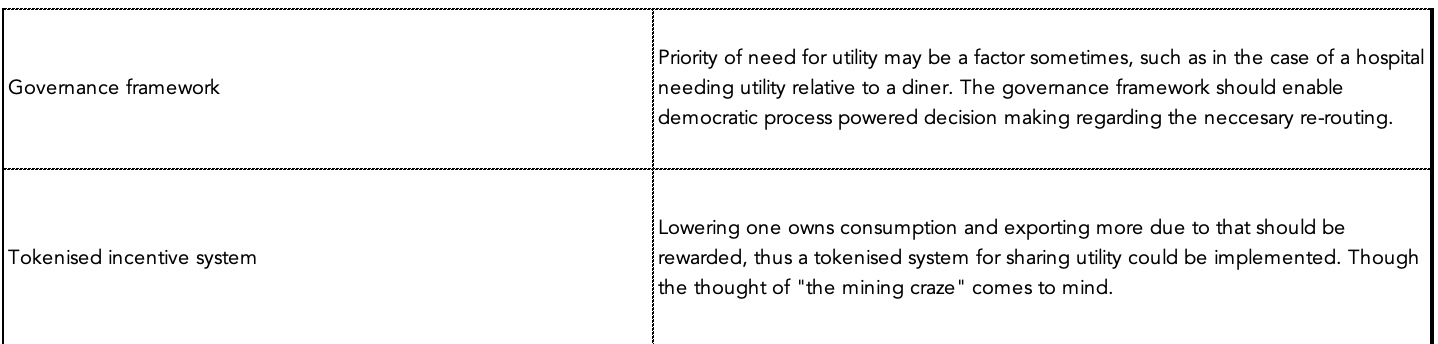 Governance framework
Priority of need for utility may be a factor sometimes, such as in the case of a hospital
needing utility relative to a diner. The governance framework should enable
democratic process powered decision making regarding the neccesary re-routing.
Tokenised incentive system
Lowering one owns consumption and exporting more due to that should be
rewarded, thus a tokenised system for sharing utility could be implemented. Though
the thought of "the mining craze" comes to mind.